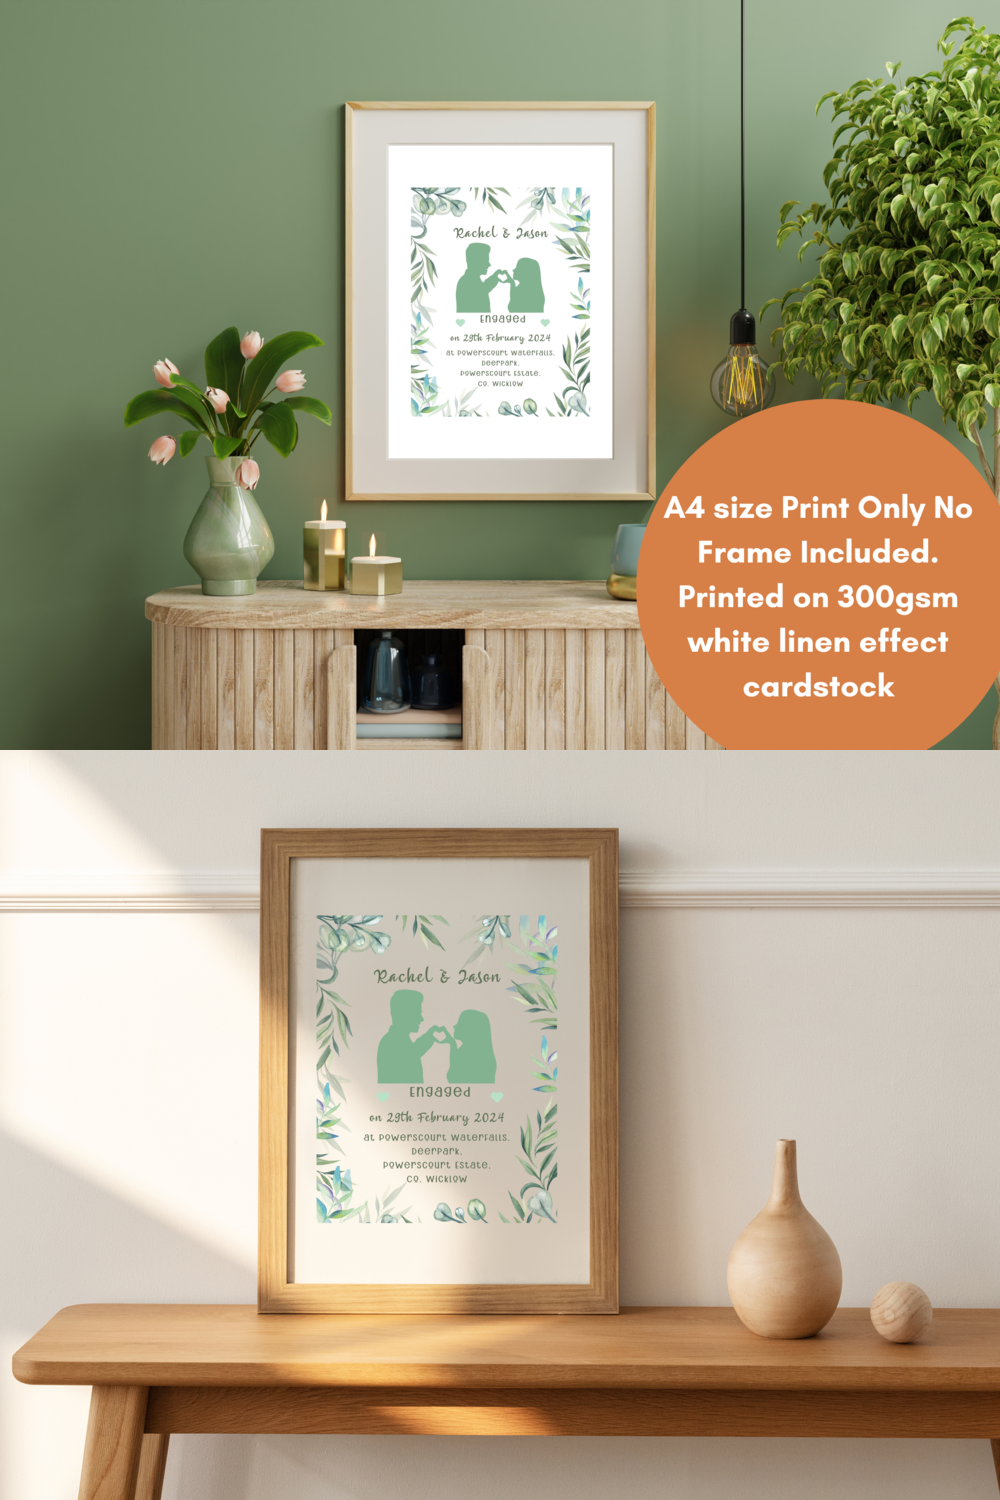 Rachel & Jason
Engaged
on 29th February 2024
at Powerscourt Waterfalls,
Deerpark,
Powerscourt Estate,
Co. Wicklow
A4 size Print Only No
Frame Included.
Printed on 300gsm
white linen effect
cardstock
Rachel & Jason
Engaged
on 29th February 2024
at Powerscourt Waterfalls,
Deerpark,
Powerscourt Estate,
Co. Wicklow